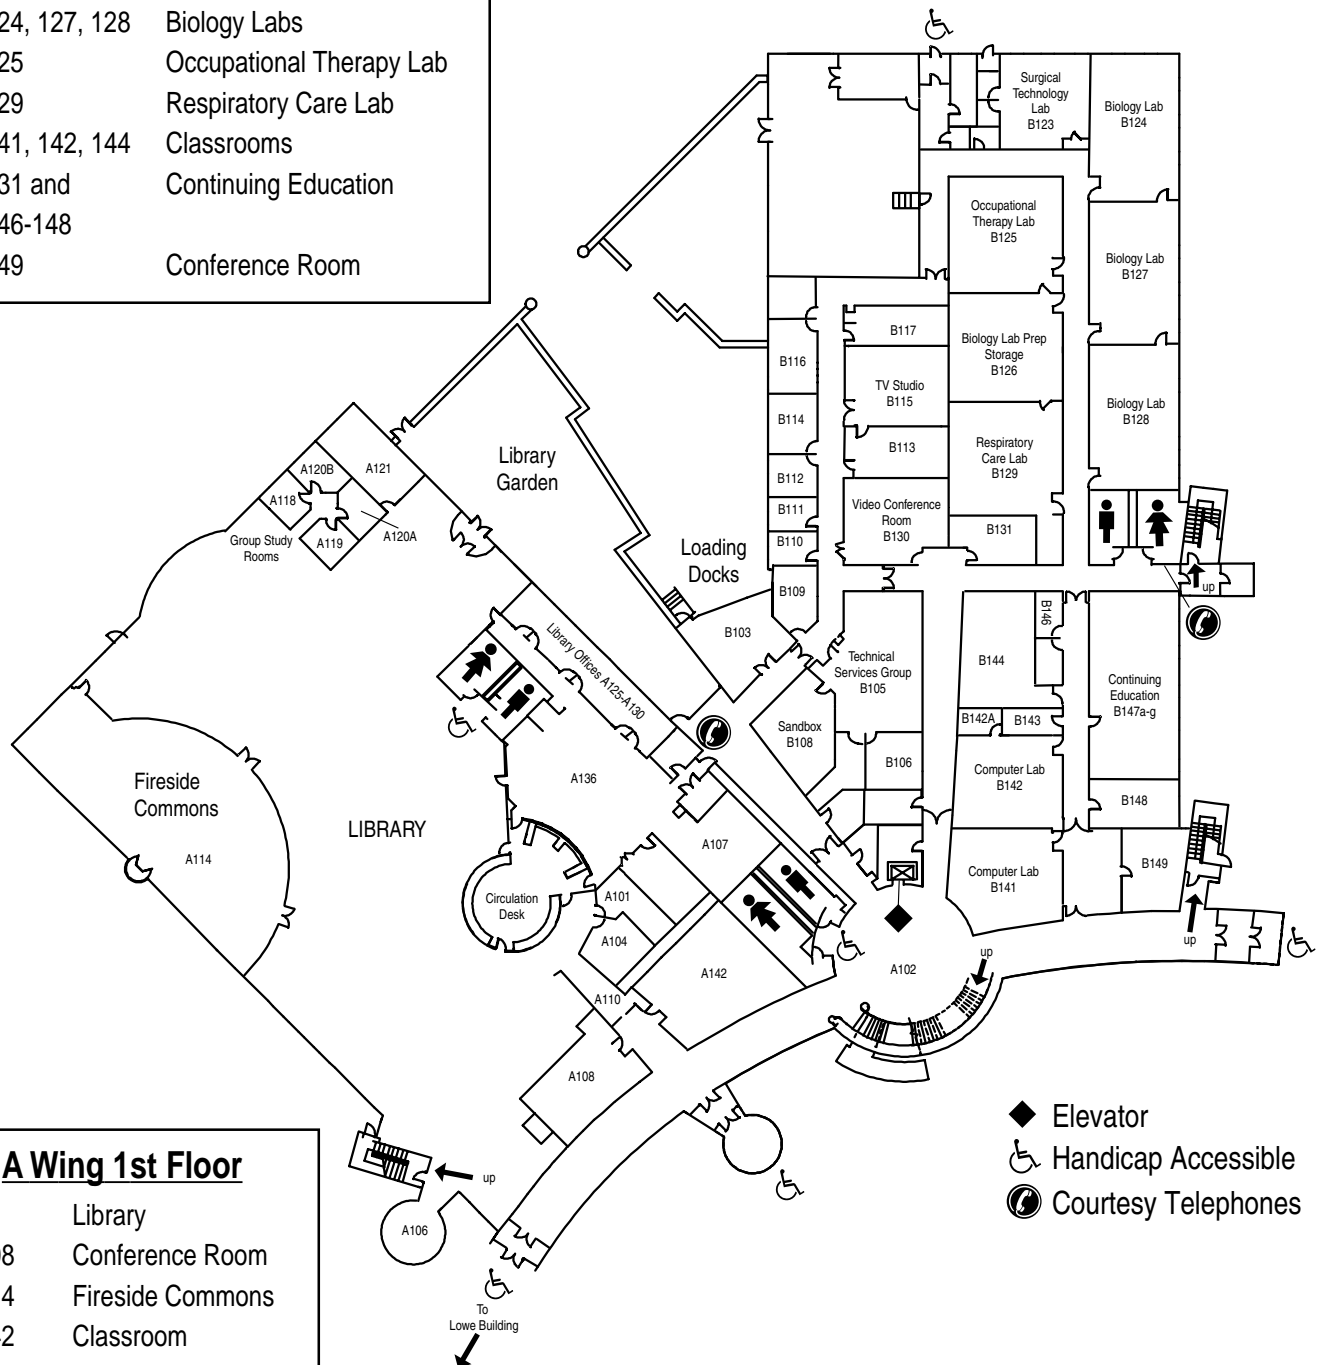 24, 127, 128 Biology Labs
25 Occupational Therapy Lab
29 Respiratory Care Lab
41, 142, 144 Classrooms
31 and Continuing Education
46-148
49 Conference Room
Surgical
Technology
Lab
B123
Biology Lab
B124
Occupational
Therapy Lab
B125
Biology Lab
B127
B117
Biology Lab Prep
Storage
B126
B116
TV Studio
B115
Biology Lab
B128
B114
B113
Respiratory
Care Lab
B129
B112
B111
B110
Video Conference
Room
B130
B131
up
Library
Garden
Loading
Docks
A120B
A121
A118
A119
A120A
Group Study
Rooms
B109
B103
B146
B144
Technical
Services Group
B105
Continuing
Education
B147a-g
Library Offices A125-A130
Sandbox
B108
B142A
B143
B106
Computer Lab
B142
B148
A136
Fireside
Commons
A114
LIBRARY
A107
Computer Lab
B141
B149
A101
Circulation
Desk
A104
A142
A102
up
up
A110
A108
up
A106
To
Lowe Building
Elevator
Handicap Accessible
Courtesy Telephones
A Wing 1st Floor
Library
08 Conference Room
14 Fireside Commons
42 Classroom